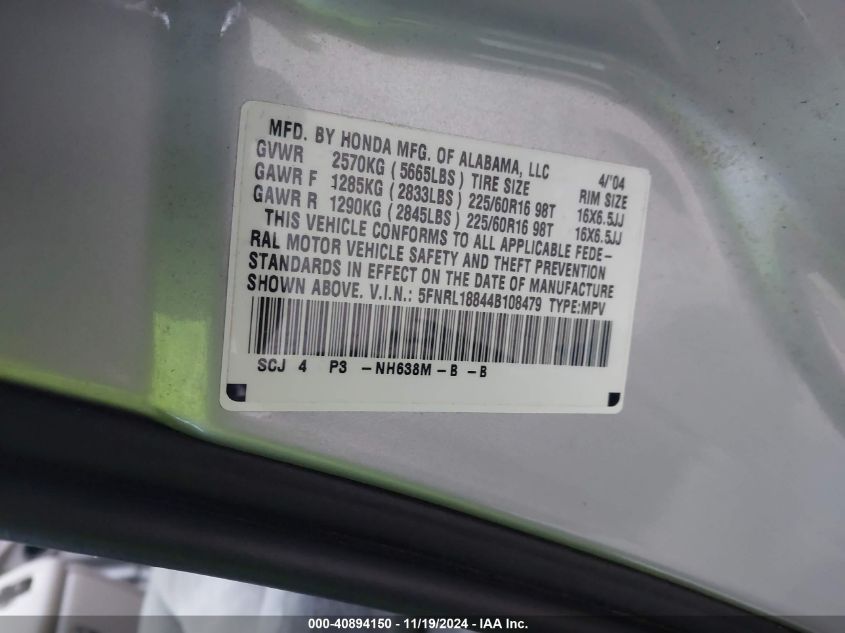 MFD. BY HONDA MFG. OF ALABAMA, LLC 4/'04
GVWR 2570KG (5665LBS) TIRE SIZE RIM SIZE
GAWR F 1285KG (2833LBS) 225/60R16 98T 16X6.5JJ
GAWR R 1290KG (2845LBS) 225/60R16 98T 16X6.5JJ
THIS VEHICLE CONFORMS TO ALL APPLICABLE FEDE-
RAL MOTOR VEHICLE SAFETY AND THEFT PREVENTION
STANDARDS IN EFFECT ON THE DATE OF MANUFACTURE
SHOWN ABOVE. V.I.N.: 5FNRL18844B108479 TYPE:MPV
SCJ 4 P3 -NH638M-B -B
000-40894150 - 11/19/2024 - IAA Inc.